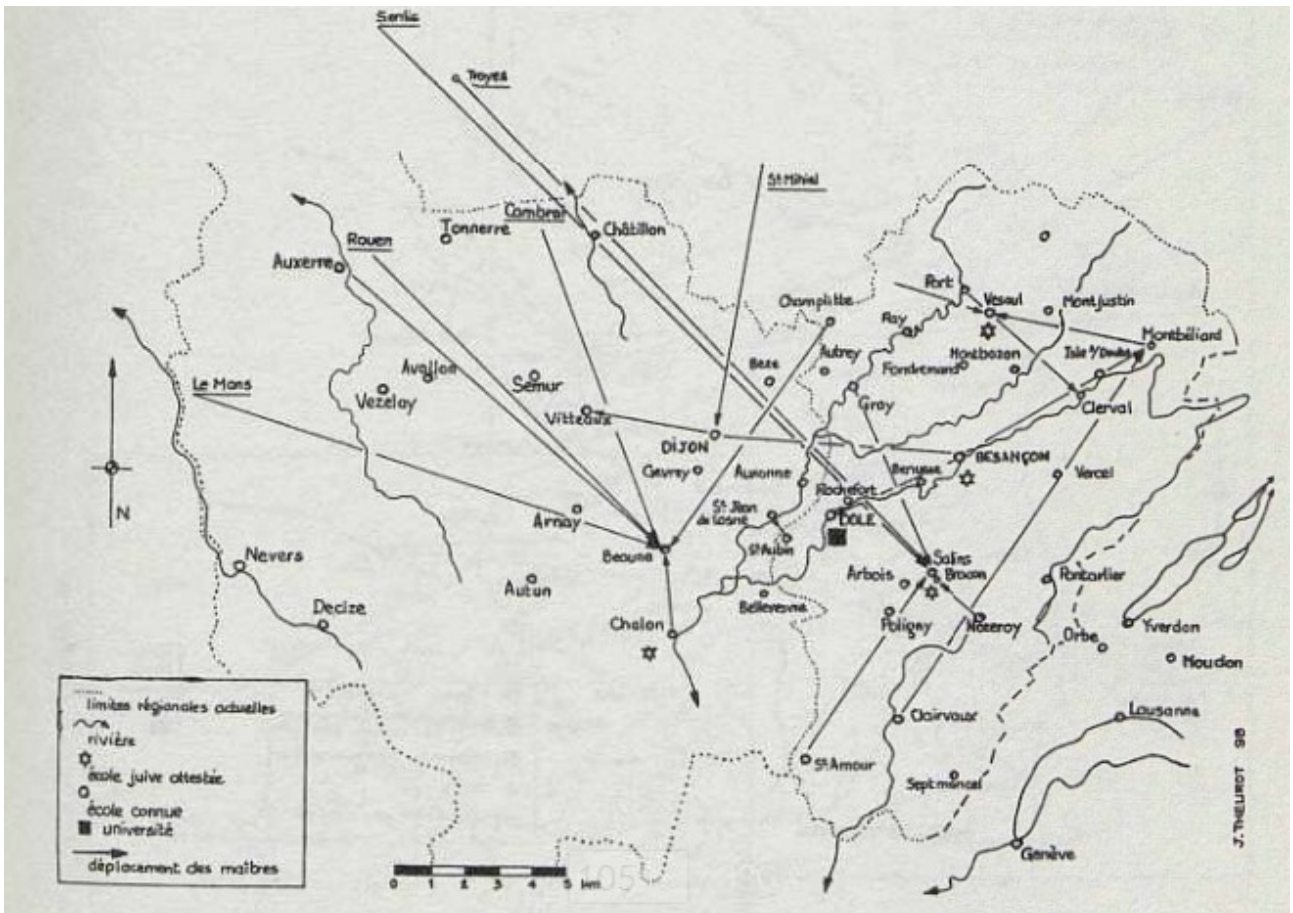 Senlis
Troyes
St Mihiel
Cambrai
Châtillon
Tonnerre
Rouen
Auxerre
Port
Vesoul
Montjustin
Champlitte
Ray
Montbéliard
Autrey
Montbozon
Isle s/Doubs
Fondremand
Avallon
Semur
Bèze
Le Mans
Vezelay
Gray
Clerval
Vitteaux
DIJON
BESANÇON
Gevrey
Auxonne
Vercel
Rochefort
Arnay
St Jean
de Losne
DOLE
N
St Aubin
Beaune
Salins
Nevers
Arbois
Bracon
Pontarlier
Autun
Bellevesvre
Decize
Chalon
Poligny
Nozeroy
Orbe
Yverdon
Moudon
Clairvaux
Lausanne
St Amour
Septmoncel
Genève
limites régionales actuelles
rivière
école juive attestée
école connue
université
déplacement des maîtres
0 1 2 3 4 5 km
105
J. THEUROT 98